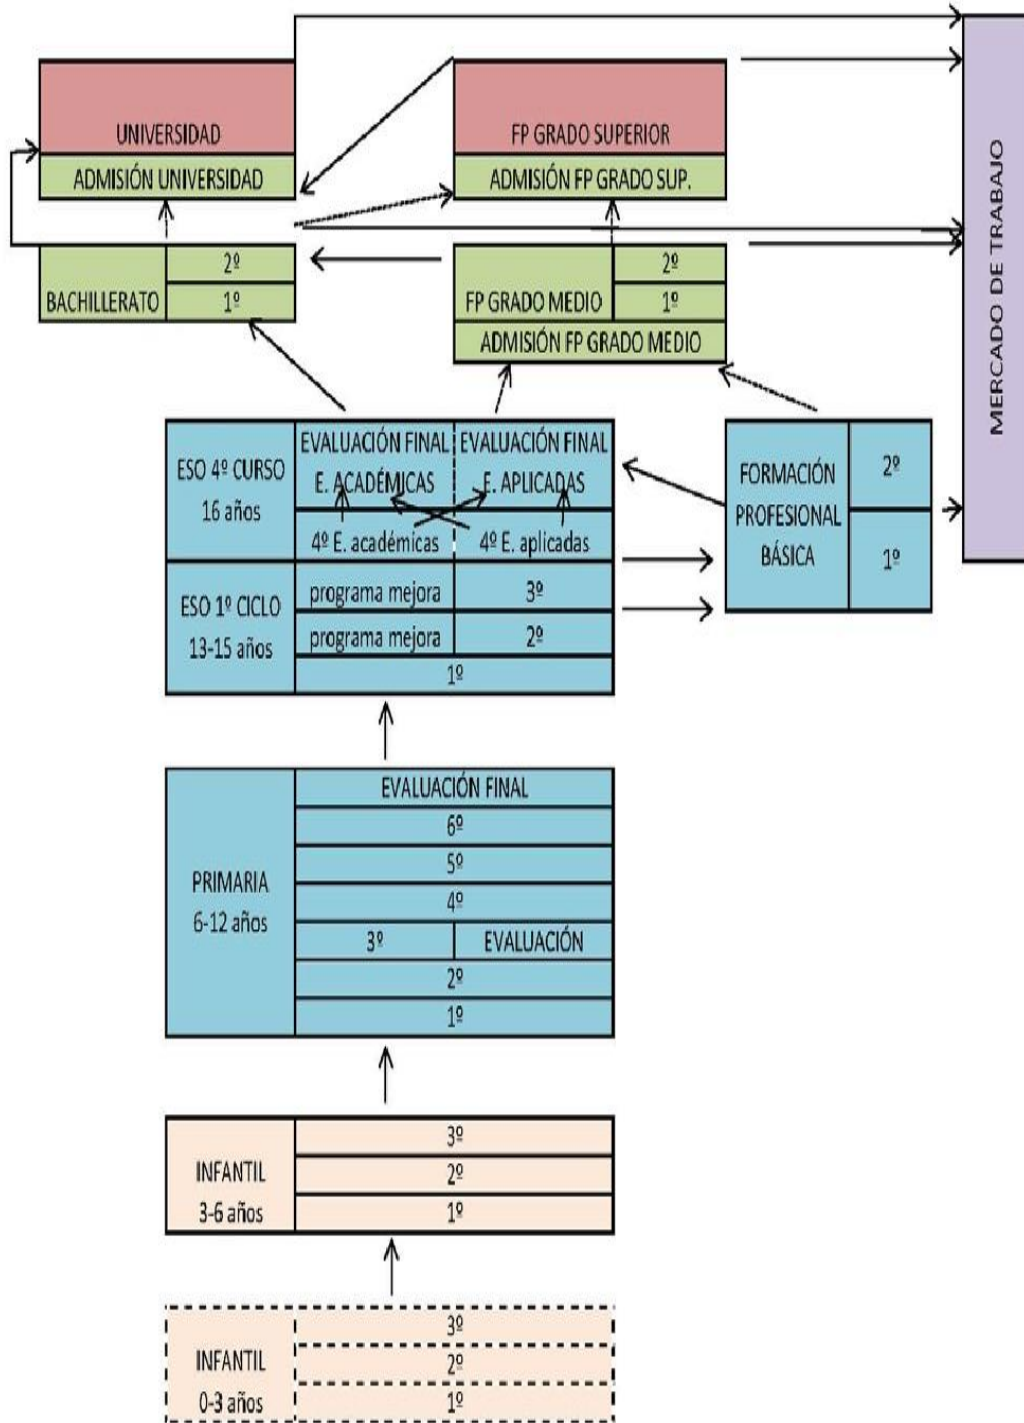 UNIVERSIDAD
ADMISIÓN UNIVERSIDAD
FP GRADO SUPERIOR
ADMISIÓN FP GRADO SUP.
MERCADO DE TRABAJO
BACHILLERATO
2º
1º
FP GRADO MEDIO
2º
1º
ADMISIÓN FP GRADO MEDIO
ESO 4º CURSO
16 años
EVALUACIÓN FINAL
E. ACADÉMICAS
EVALUACIÓN FINAL
E. APLICADAS
4º E. académicas
4º E. aplicadas
FORMACIÓN
PROFESIONAL
BÁSICA
2º
1º
ESO 1º CICLO
13-15 años
programa mejora
3º
programa mejora
2º
1º
PRIMARIA
6-12 años
EVALUACIÓN FINAL
6º
5º
4º
3º
EVALUACIÓN
2º
1º
INFANTIL
3-6 años
3º
2º
1º
INFANTIL
0-3 años
3º
2º
1º